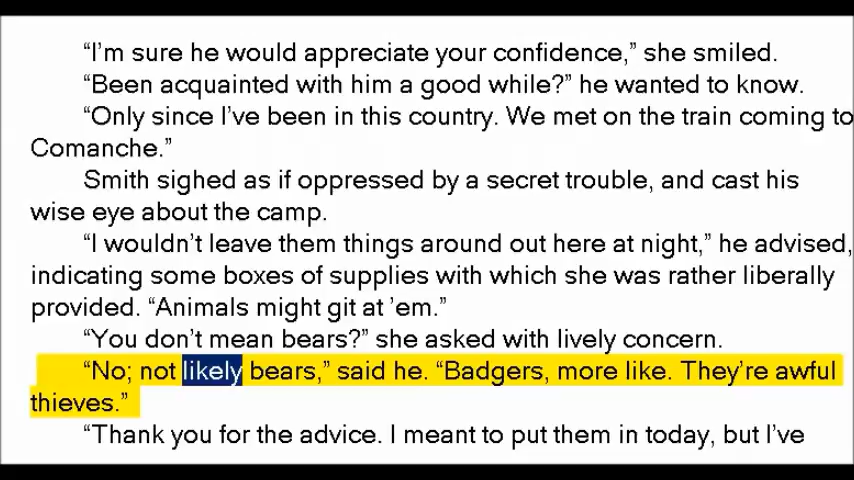 “I’m sure he would appreciate your confidence,” she smiled.
“Been acquainted with him a good while?” he wanted to know.
“Only since I’ve been in this country. We met on the train coming to
Comanche.”
Smith sighed as if oppressed by a secret trouble, and cast his
wise eye about the camp.
“I wouldn’t leave them things around out here at night,” he advised,
indicating some boxes of supplies with which she was rather liberally
provided. “Animals might git at ’em.”
“You don’t mean bears?” she asked with lively concern.
“No; not likely bears,” said he. “Badgers, more like. They’re awful
thieves.”
“Thank you for the advice. I meant to put them in today, but I’ve